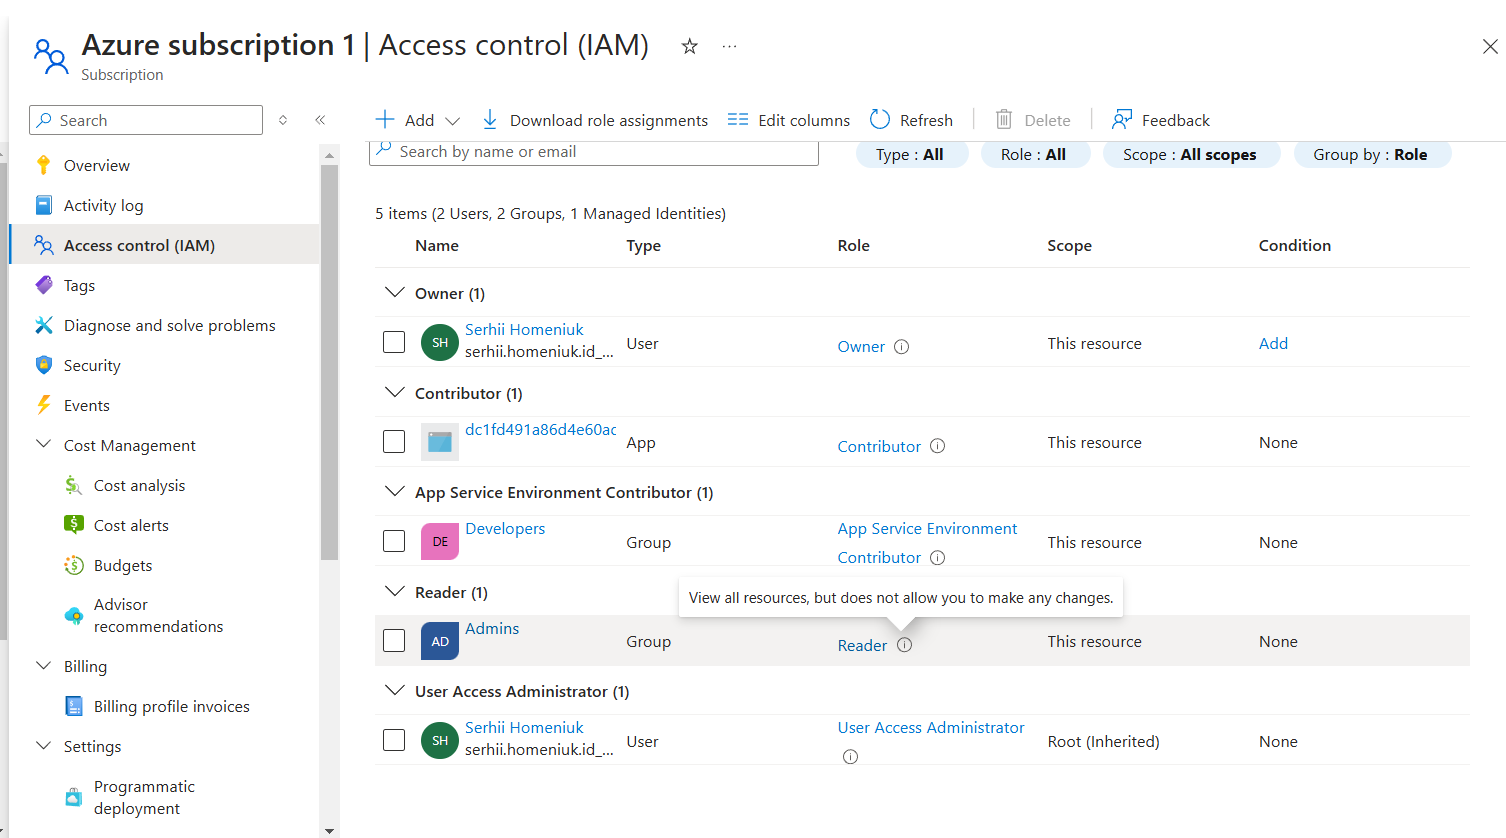 Azure subscription 1 | Access control (IAM)
Subscription
Search
Overview
Activity log
Access control (IAM)
Tags
Diagnose and solve problems
Security
Events
Cost Management
Cost analysis
Cost alerts
Budgets
Advisor
recommendations
Billing
Billing profile invoices
Settings
Programmatic
deployment
Add
Download role assignments
Edit columns
Refresh
Delete
Feedback
Search by name or email
Type : All
Role : All
Scope : All scopes
Group by : Role
5 items (2 Users, 2 Groups, 1 Managed Identities)
Name Type Role Scope Condition
Owner (1)
SH
Serhii Homeniuk
serhii.homeniuk.id_...
User
Owner
This resource
Add
Contributor (1)
dc1fd491a86d4e60ac
App
Contributor
This resource
None
App Service Environment Contributor (1)
DE
Developers
Group
App Service Environment
Contributor
This resource
None
Reader (1)
View all resources, but does not allow you to make any changes.
AD
Admins
Group
Reader
This resource
None
User Access Administrator (1)
SH
Serhii Homeniuk
serhii.homeniuk.id_...
User
User Access Administrator
Root (Inherited)
None